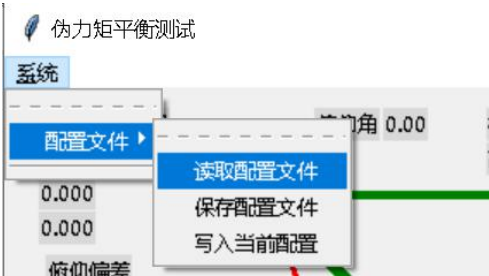 伪力矩平衡测试
系统
配置文件
读取配置文件
保存配置文件
写入当前配置
仰角 0.00
0.000
0.000
俯仰偏差